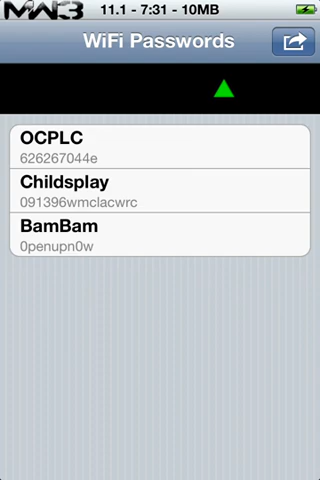 MW3 11.1 - 7:31 - 10MB
WiFi Passwords
OCPLC
626267044e
Childsplay
091396wmclacwrc
BamBam
0penupn0w